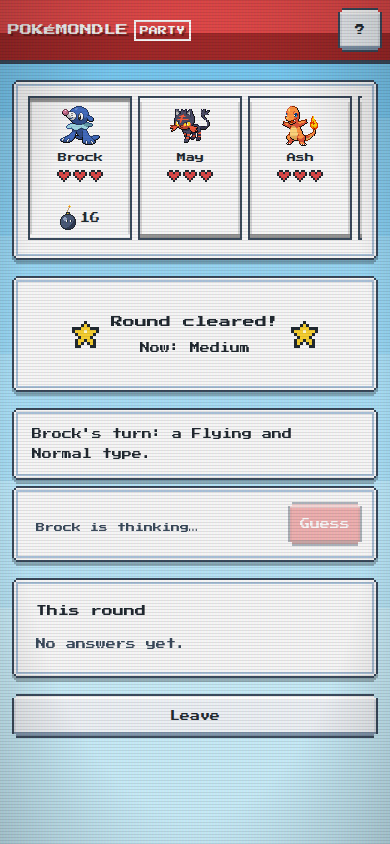 POKéMONDLE PARTY
?
Brock
May
Ash
16
Round cleared!
Now: Medium
Brock's turn: a Flying and
Normal type.
Brock is thinking…
Guess
This round
No answers yet.
Leave